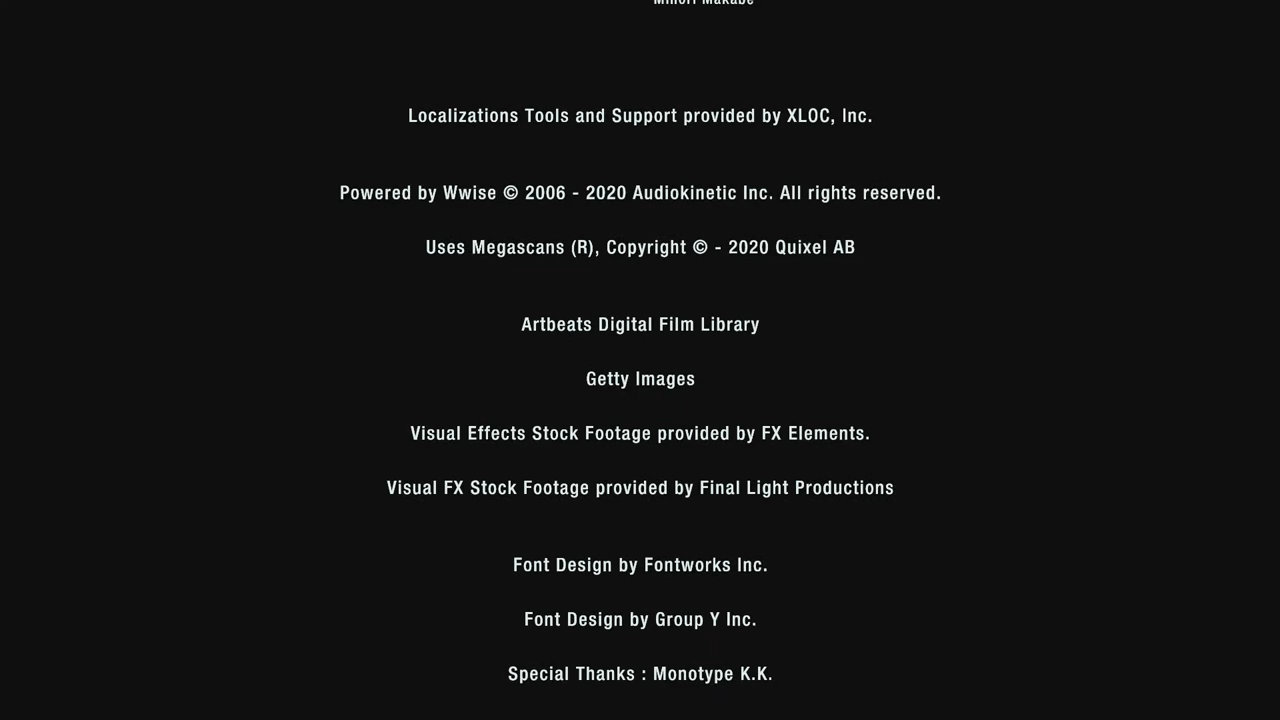 Minori Makabe
Localizations Tools and Support provided by XLOC, Inc.
Powered by Wwise © 2006 - 2020 Audiokinetic Inc. All rights reserved.
Uses Megascans (R), Copyright © - 2020 Quixel AB
Artbeats Digital Film Library
Getty Images
Visual Effects Stock Footage provided by FX Elements.
Visual FX Stock Footage provided by Final Light Productions
Font Design by Fontworks Inc.
Font Design by Group Y Inc.
Special Thanks : Monotype K.K.